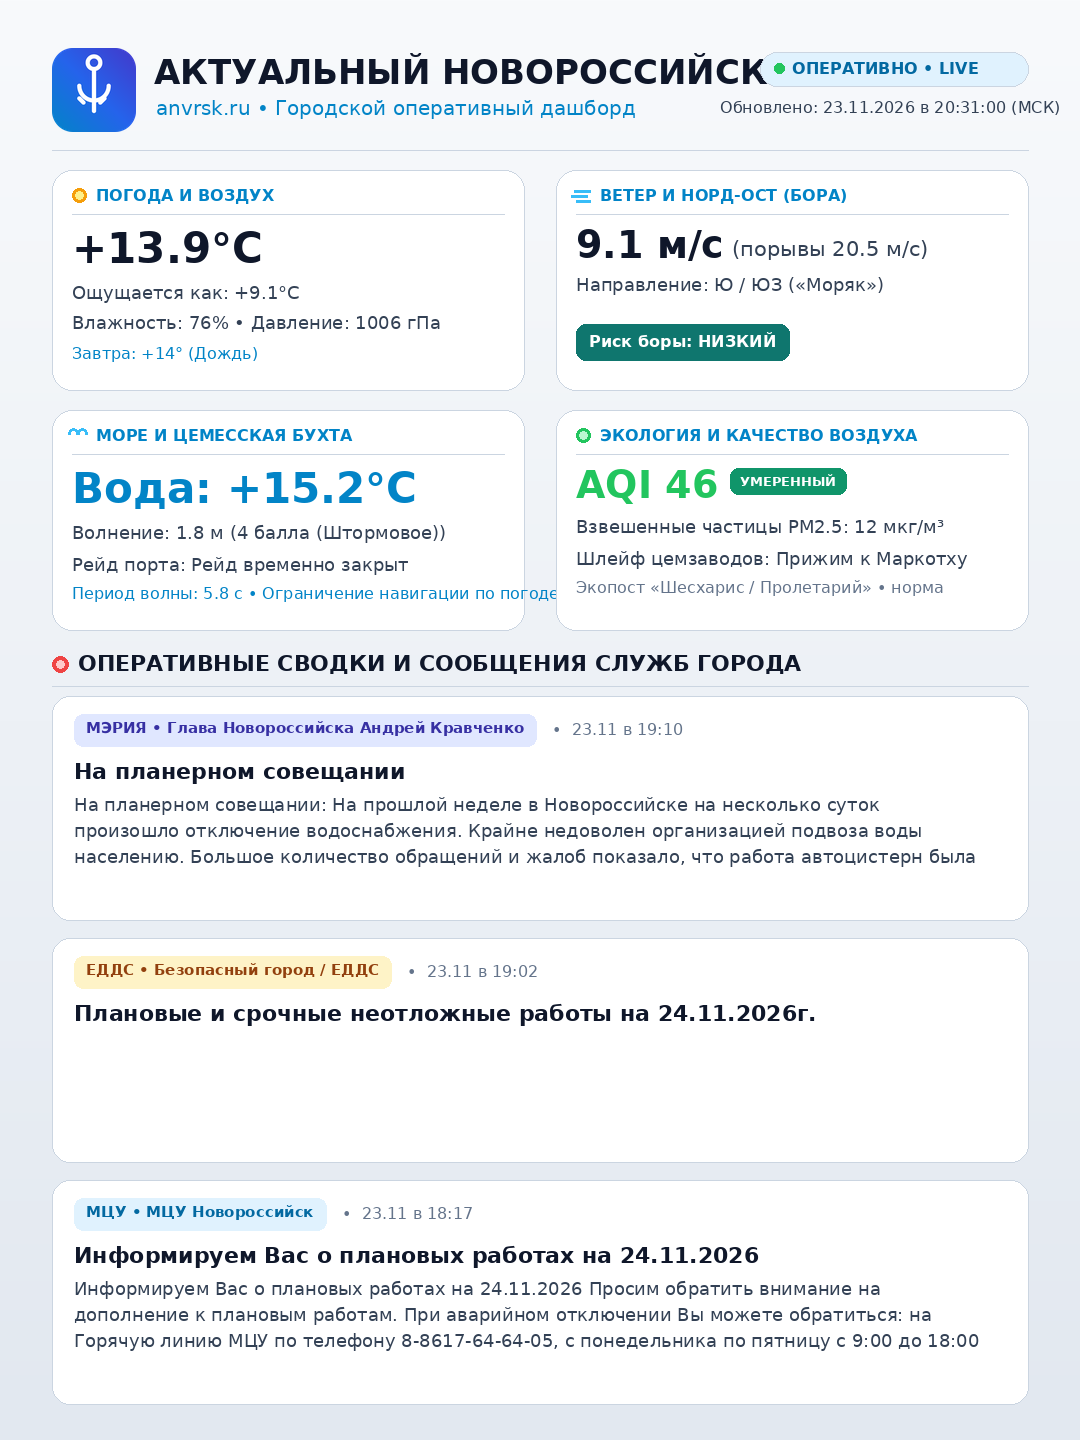 АКТУАЛЬНЫЙ НОВОРОССИЙСК
ОПЕРАТИВНО • LIVE
anvrsk.ru • Городской оперативный дашборд
Обновлено: 23.11.2026 в 20:31:00 (МСК)
ПОГОДА И ВОЗДУХ
+13.9°C
Ощущается как: +9.1°C
Влажность: 76% • Давление: 1006 гПа
Завтра: +14° (Дождь)
ВЕТЕР И НОРД-ОСТ (БОРА)
9.1 м/с (порывы 20.5 м/с)
Направление: Ю / ЮЗ («Моряк»)
Риск боры: НИЗКИЙ
МОРЕ И ЦЕМЕССКАЯ БУХТА
Вода: +15.2°C
Волнение: 1.8 м (4 балла (Штормовое))
Рейд порта: Рейд временно закрыт
Период волны: 5.8 с • Ограничение навигации по погоде
ЭКОЛОГИЯ И КАЧЕСТВО ВОЗДУХА
AQI 46 УМЕРЕННЫЙ
Взвешенные частицы PM2.5: 12 мкг/м³
Шлейф цемзаводов: Прижим к Маркотху
Экопост «Шесхарис / Пролетарий» • норма
ОПЕРАТИВНЫЕ СВОДКИ И СООБЩЕНИЯ СЛУЖБ ГОРОДА
МЭРИЯ • Глава Новороссийска Андрей Кравченко • 23.11 в 19:10
На планерном совещании
На планерном совещании: На прошлой неделе в Новороссийске на несколько суток
произошло отключение водоснабжения. Крайне недоволен организацией подвоза воды
населению. Большое количество обращений и жалоб показало, что работа автоцистерн была
ЕДДС • Безопасный город / ЕДДС • 23.11 в 19:02
Плановые и срочные неотложные работы на 24.11.2026г.
МЦУ • МЦУ Новороссийск • 23.11 в 18:17
Информируем Вас о плановых работах на 24.11.2026
Информируем Вас о плановых работах на 24.11.2026 Просим обратить внимание на
дополнение к плановым работам. При аварийном отключении Вы можете обратиться: на
Горячую линию МЦУ по телефону 8-8617-64-64-05, с понедельника по пятницу с 9:00 до 18:00